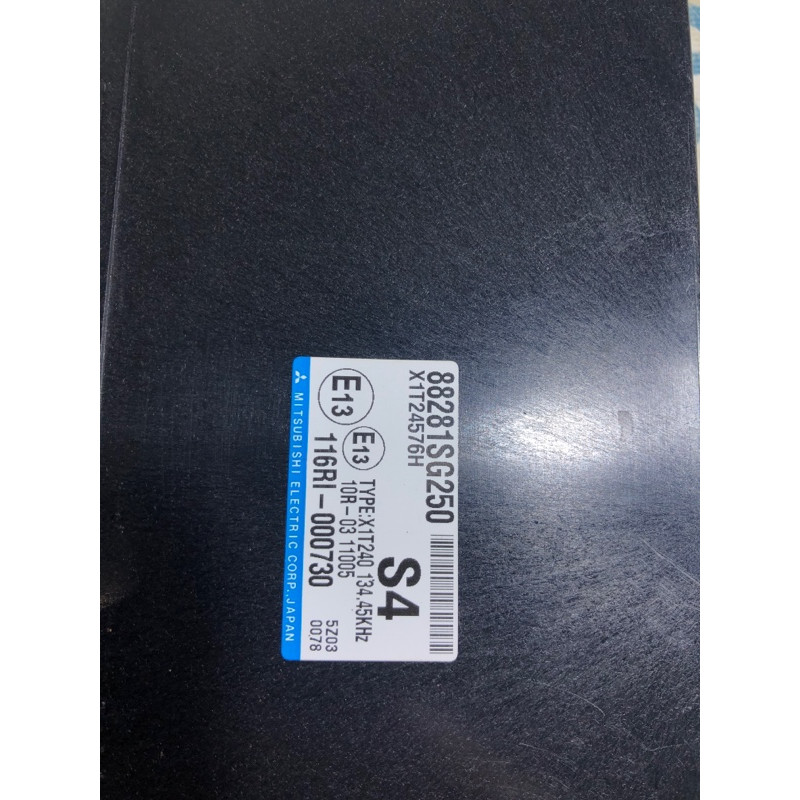 88281SG250
X1T24576H
S4
TYPE:X1T240 134.45KHz
10R-03 11005
E13
E13
116RI-000730
5Z03
0078
MITSUBISHI ELECTRIC CORP.,JAPAN